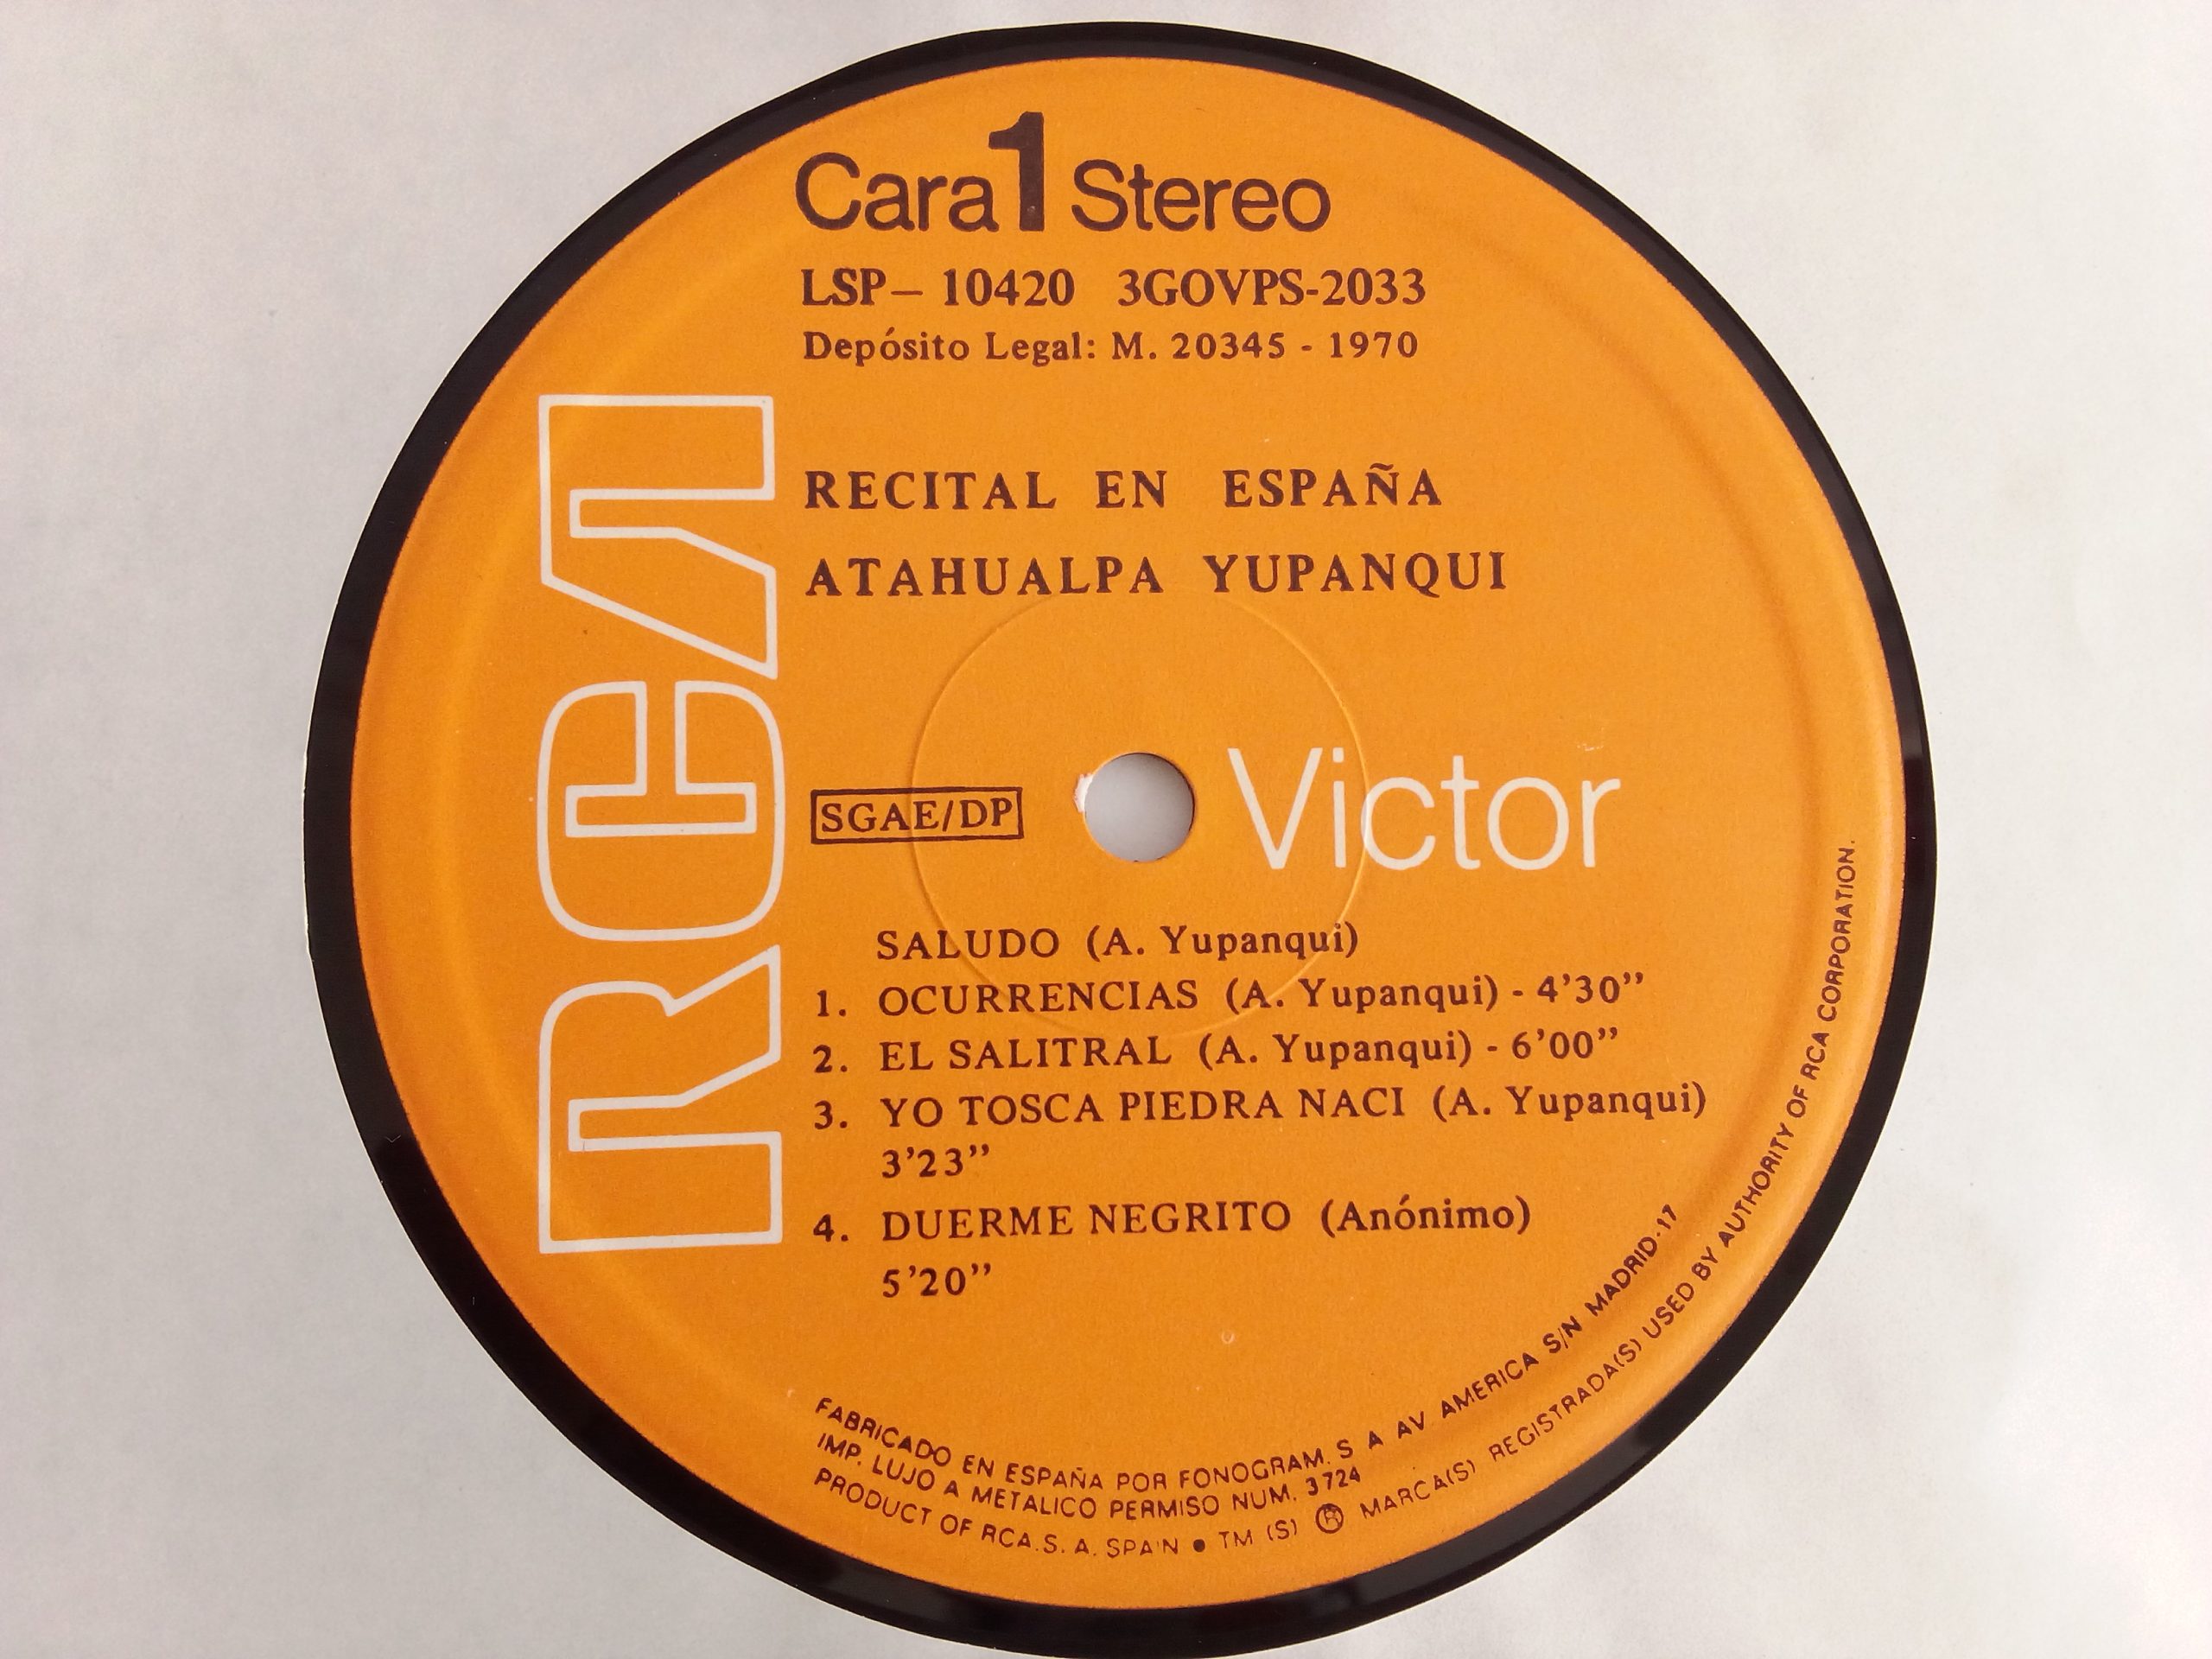 Cara 1 Stereo
LSP– 10420 3GOVPS-2033
Depósito Legal: M. 20345 - 1970
RECITAL EN ESPAÑA
ATAHUALPA YUPANQUI
RCA
SGAE/DP
Victor
SALUDO (A. Yupanqui)
1. OCURRENCIAS (A. Yupanqui) - 4’30”
2. EL SALITRAL (A. Yupanqui) - 6’00”
3. YO TOSCA PIEDRA NACI (A. Yupanqui)
3’23”
4. DUERME NEGRITO (Anónimo)
5’20”
FABRICADO EN ESPAÑA POR FONOGRAM. S A AV AMERICA S/N MADRID-17
IMP. LUJO A METALICO PERMISO NUM. 3724
PRODUCT OF RCA.S. A. SPAIN ● TM (S) ® MARCA(S) REGISTRADA(S) USED BY AUTHORITY OF RCA CORPORATION.